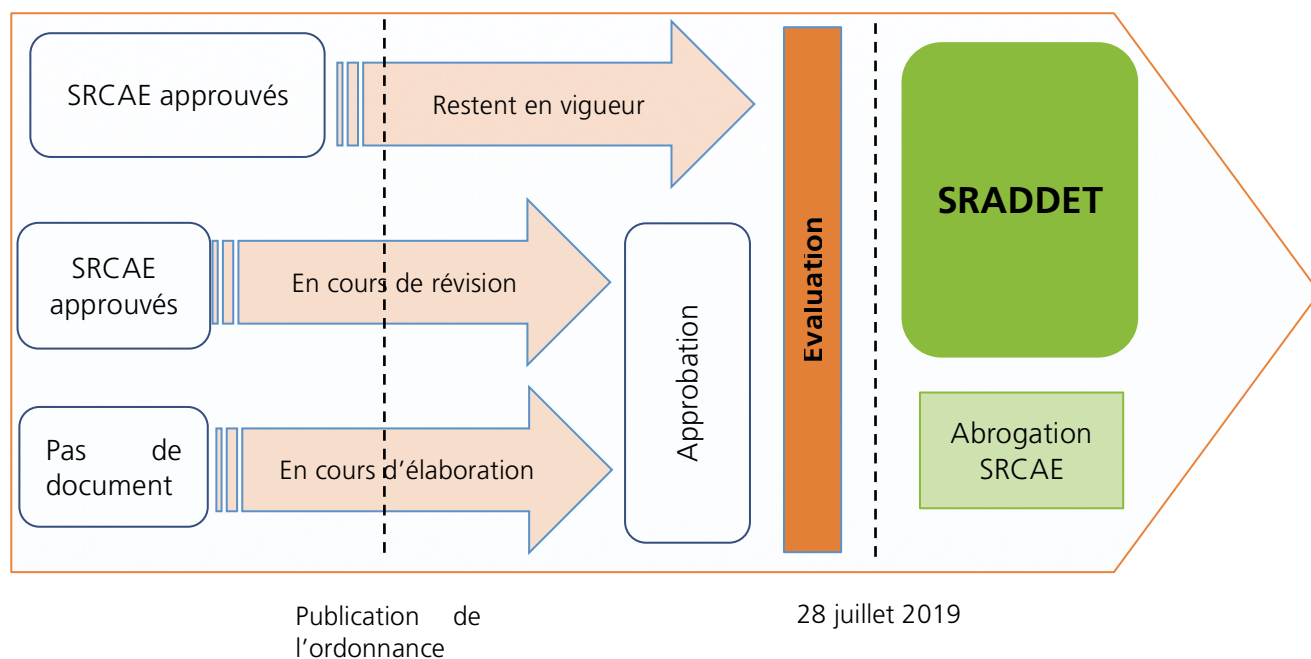 SRCAE approuvés
Restent en vigueur
SRCAE
approuvés
En cours de révision
Pas de
document
En cours d'élaboration
Approbation
Evaluation
SRADDET
Abrogation
SRCAE
Publication de
l'ordonnance
28 juillet 2019